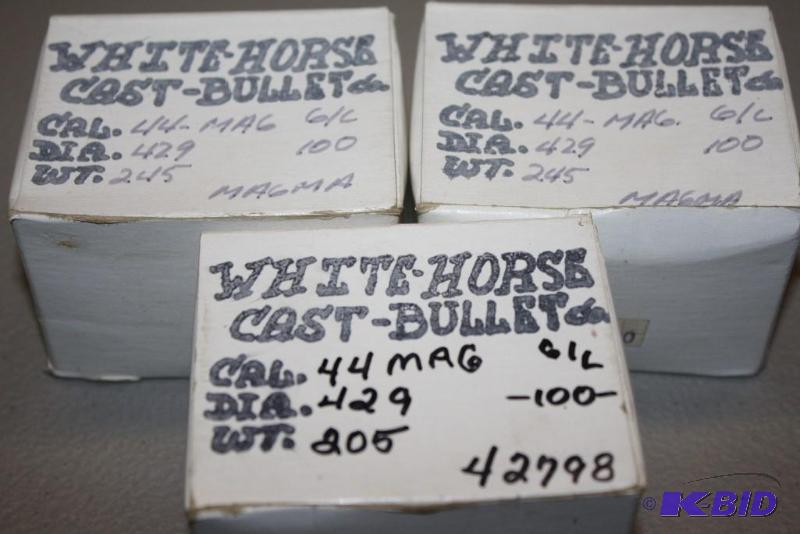 WHITE-HORSE
CAST-BULLET Co.
CAL. 44-MAG G/L
DIA. 429 100
WT. 245
MAGMA
WHITE-HORSE
CAST-BULLET Co.
CAL. 44-MAG. G/L
DIA. 429 100
WT. 245
MAGMA
WHITE-HORSE
CAST-BULLET Co.
CAL. 44 MAG G/L
DIA. 429 -100-
WT. 205
42798
© K-BID